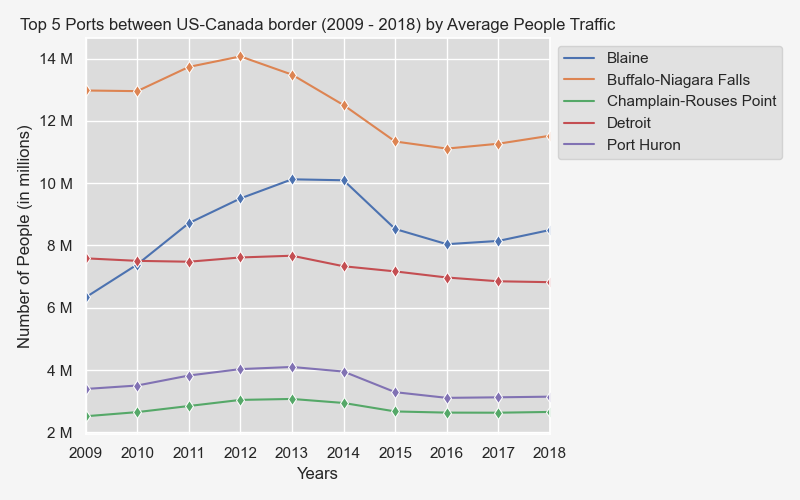 Top 5 Ports between US-Canada border (2009 - 2018) by Average People Traffic
14 M
12 M
10 M
8 M
6 M
4 M
2 M
Number of People (in millions)
2009 2010 2011 2012 2013 2014 2015 2016 2017 2018
Years
Blaine
Buffalo-Niagara Falls
Champlain-Rouses Point
Detroit
Port Huron